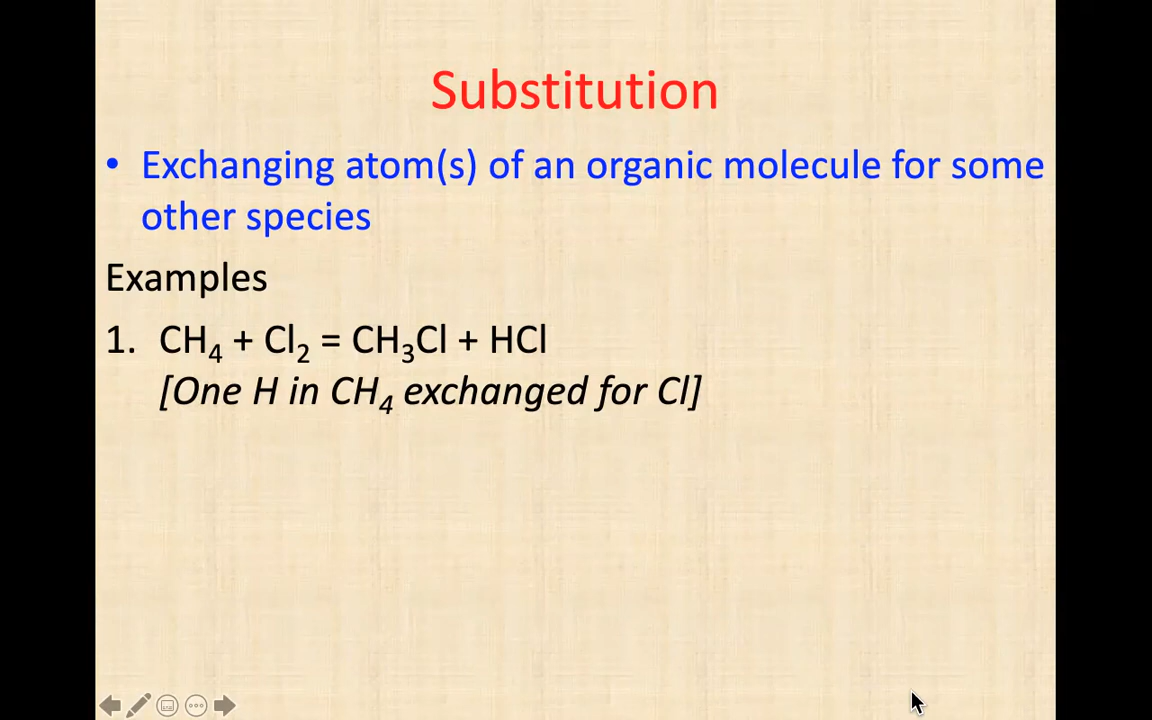 Substitution
• Exchanging atom(s) of an organic molecule for some
other species
Examples
1. CH₄ + Cl₂ = CH₃Cl + HCl
[One H in CH₄ exchanged for Cl]